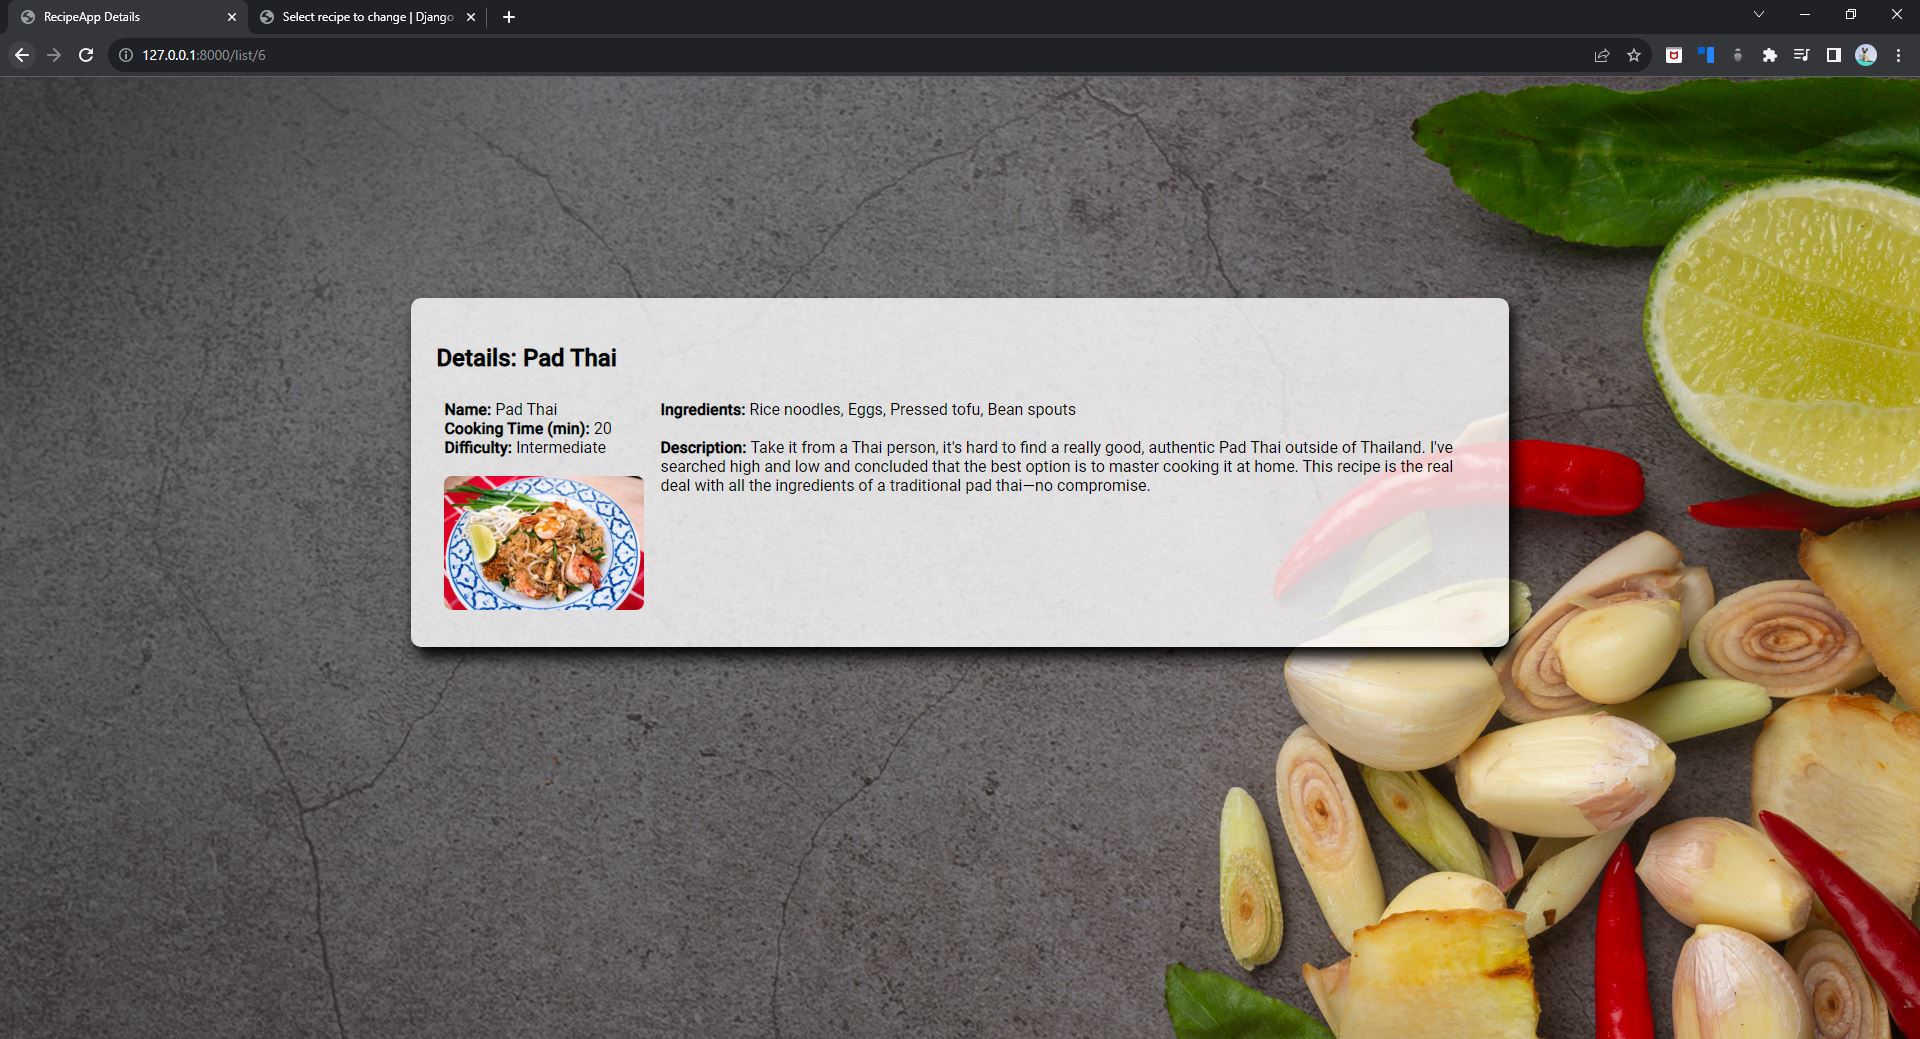 RecipeApp Details
Select recipe to change | Django
127.0.0.1:8000/list/6
Details: Pad Thai
Name: Pad Thai
Cooking Time (min): 20
Difficulty: Intermediate
Ingredients: Rice noodles, Eggs, Pressed tofu, Bean spouts
Description: Take it from a Thai person, it's hard to find a really good, authentic Pad Thai outside of Thailand. I've
searched high and low and concluded that the best option is to master cooking it at home. This recipe is the real
deal with all the ingredients of a traditional pad thai—no compromise.